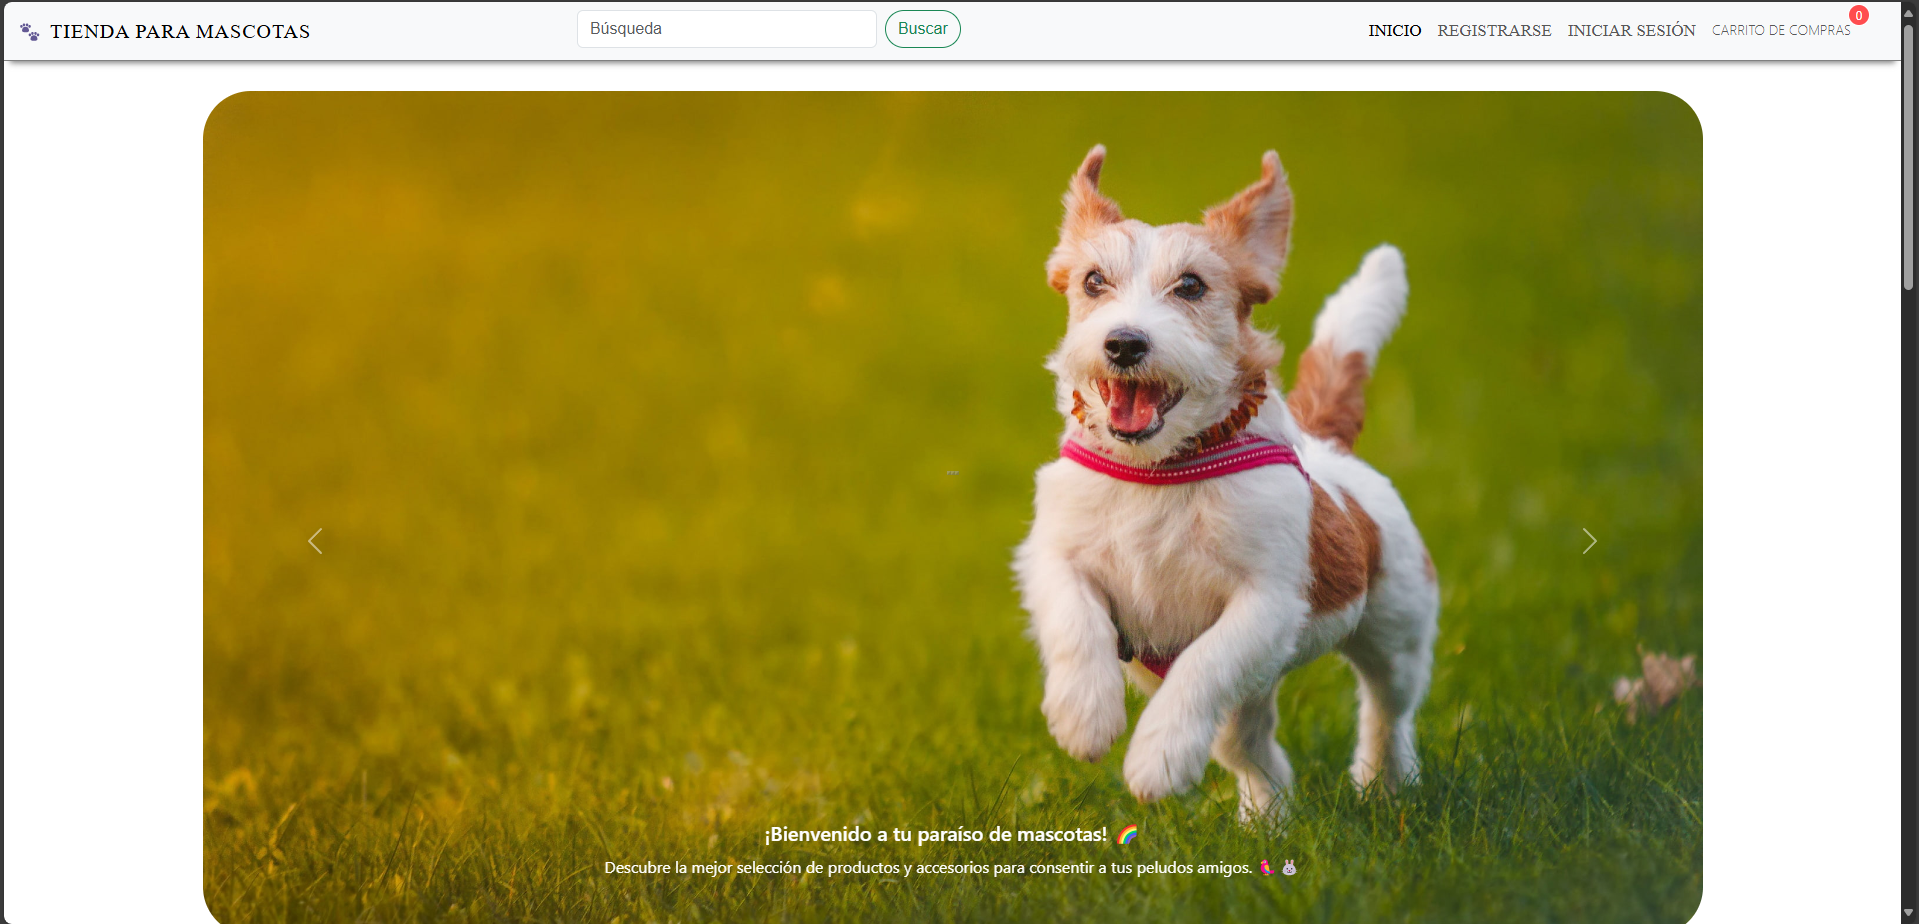 TIENDA PARA MASCOTAS
Búsqueda
Buscar
INICIO
REGISTRARSE
INICIAR SESIÓN
CARRITO DE COMPRAS
0
¡Bienvenido a tu paraíso de mascotas! 🌈
Descubre la mejor selección de productos y accesorios para consentir a tus peludos amigos. 🦜🐰